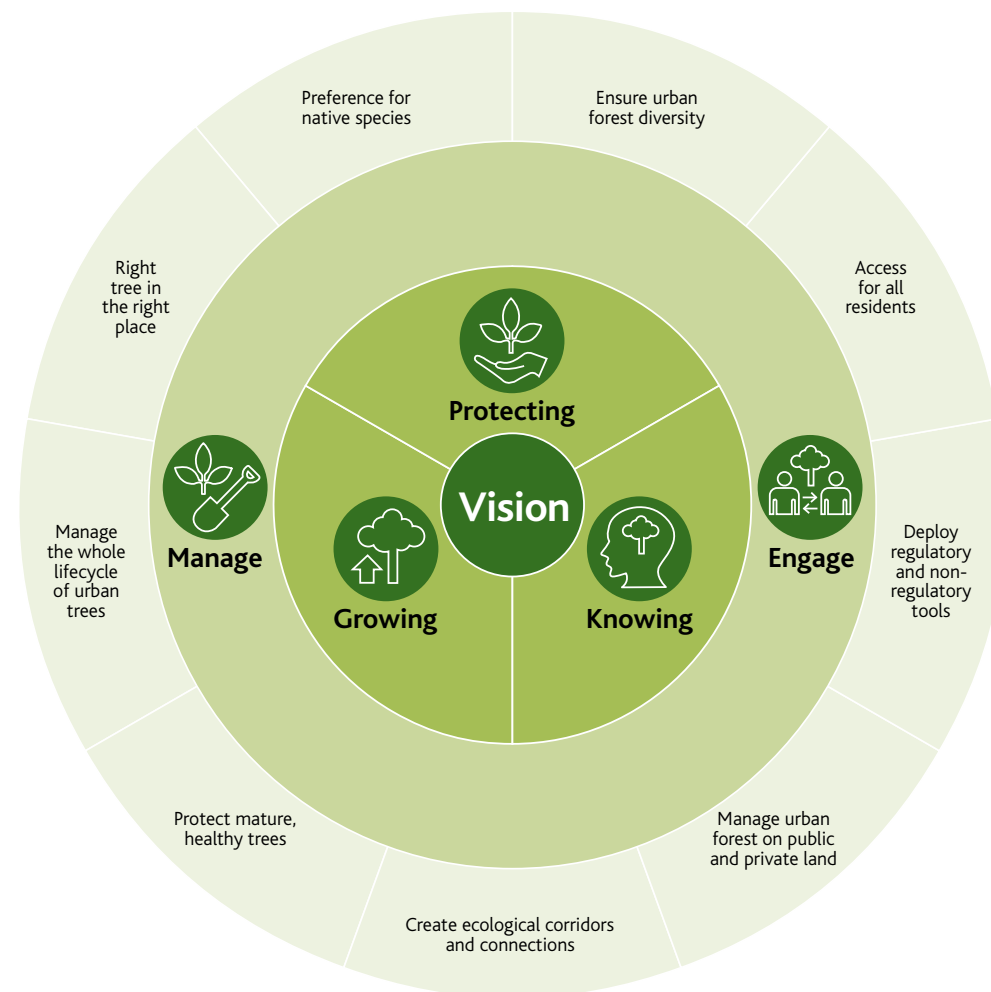 Preference for
native species
Ensure urban
forest diversity
Right
tree in
the right
place
Access
for all
residents
Protecting
Vision
Manage
Engage
Growing
Knowing
Manage
the whole
lifecycle
of urban
trees
Deploy
regulatory
and non-
regulatory
tools
Protect mature,
healthy trees
Manage urban
forest on public
and private land
Create ecological corridors
and connections